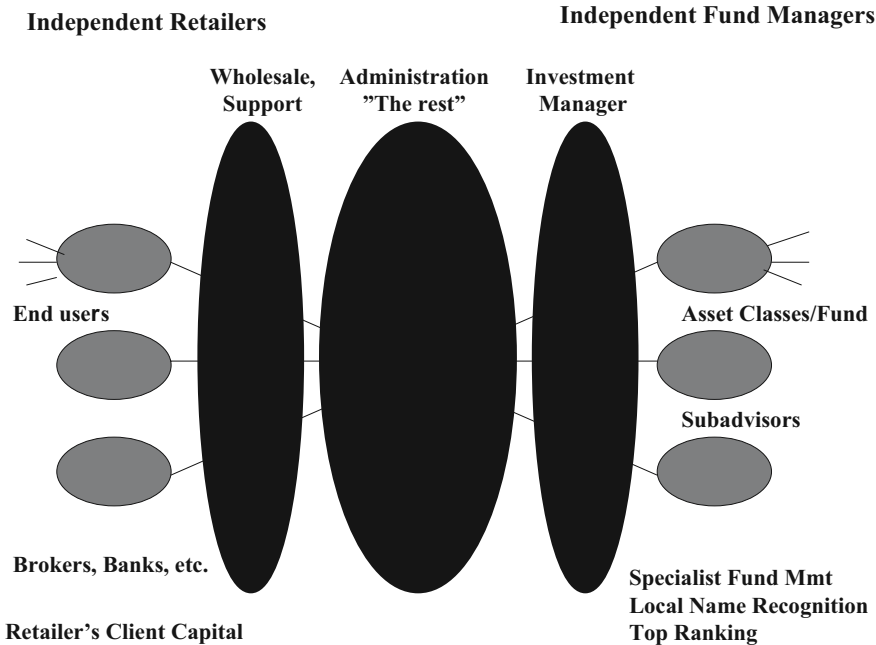 Independent Retailers
Independent Fund Managers
Wholesale,
Support
Administration
”The rest”
Investment
Manager
End users
Asset Classes/Fund
Subadvisors
Brokers, Banks, etc.
Retailer’s Client Capital
Specialist Fund Mmt
Local Name Recognition
Top Ranking